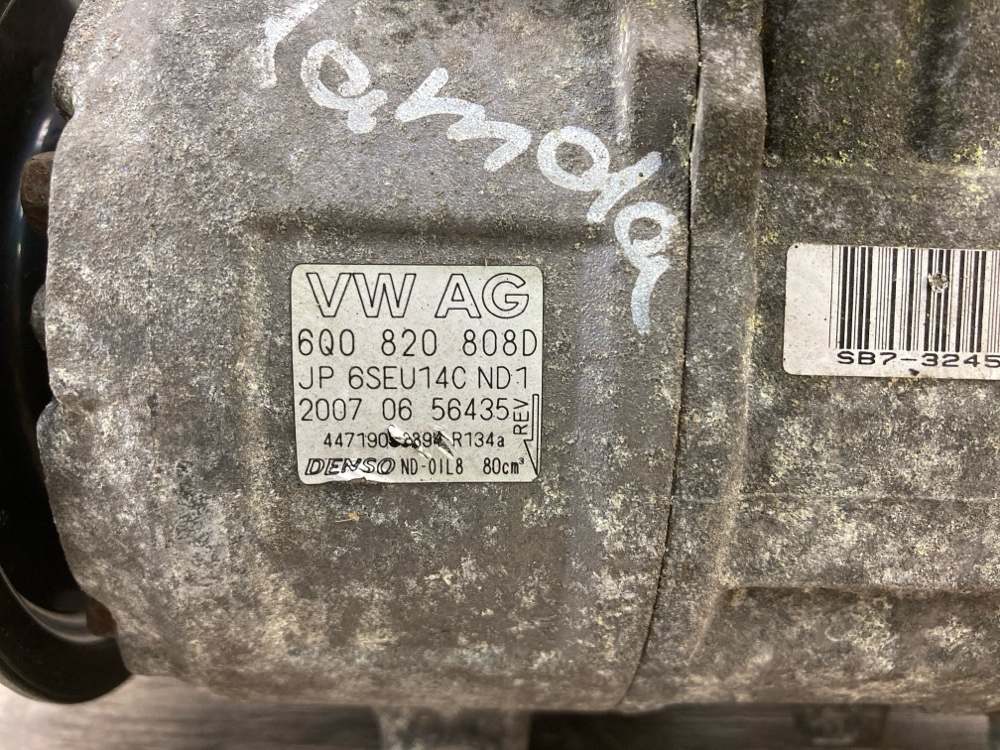 VW AG
6Q0 820 808D
JP 6SEU14C ND1
2007 06 56435
REV
R134a
DENSO ND-OIL8 80cm³
SB7-3245